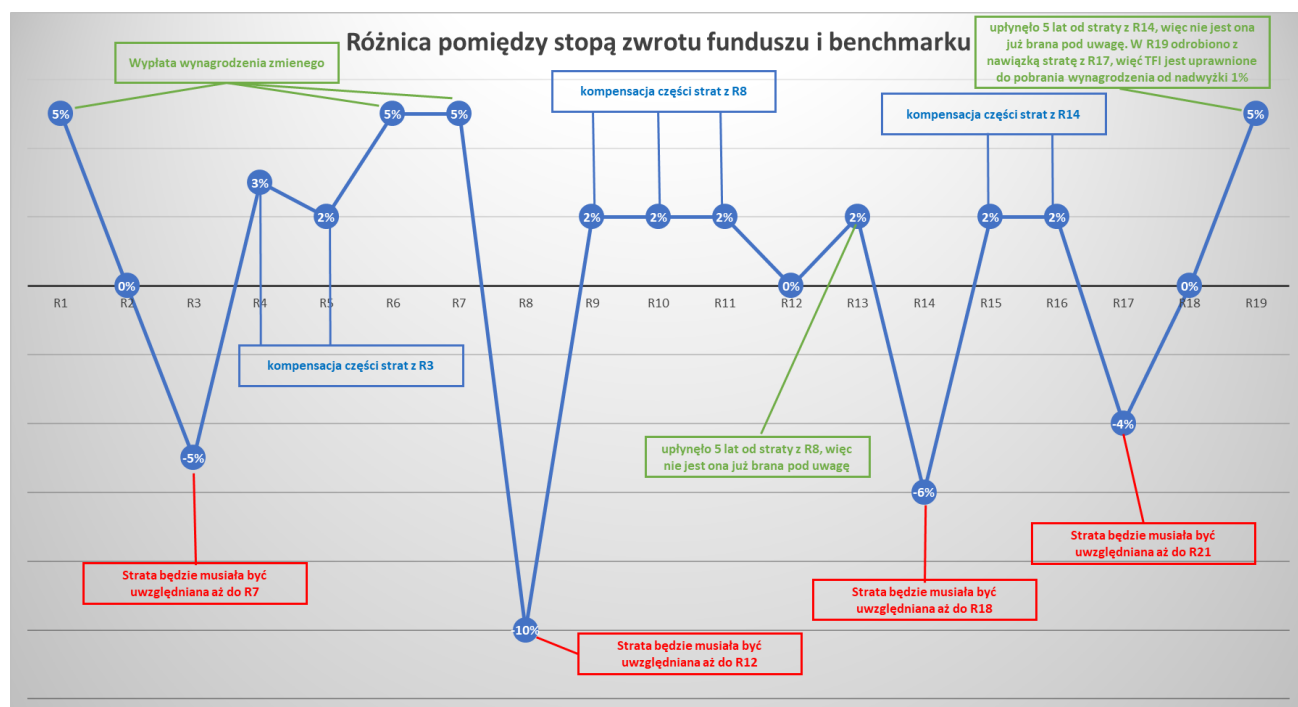 Różnica pomiędzy stopą zwrotu funduszu i benchmarku
Wypłata wynagrodzenia zmienego
kompensacja części strat z R8
upłynęło 5 lat od straty z R14, więc nie jest ona
już brana pod uwagę. W R19 odrobiono z
nawiązką stratę z R17, więć TFI jest uprawnione
do pobrania wynagrodzenia od nadwyżki 1%
kompensacja części strat z R14
5%
5%
5%
5%
3%
2%
2%
2%
2%
2%
2%
2%
0%
0%
0%
R1
R2
R3
R4
R5
R6
R7
R8
R9
R10
R11
R12
R13
R14
R15
R16
R17
R18
R19
kompensacja części strat z R3
-4%
-5%
upłynęło 5 lat od straty z R8, więc
nie jest ona już brana pod uwagę
-6%
Strata będzie musiała być
uwzględniana aż do R21
Strata będzie musiała być
uwzględniana aż do R7
Strata będzie musiała być
uwzględniana aż do R18
-10%
Strata będzie musiała być
uwzględniana aż do R12